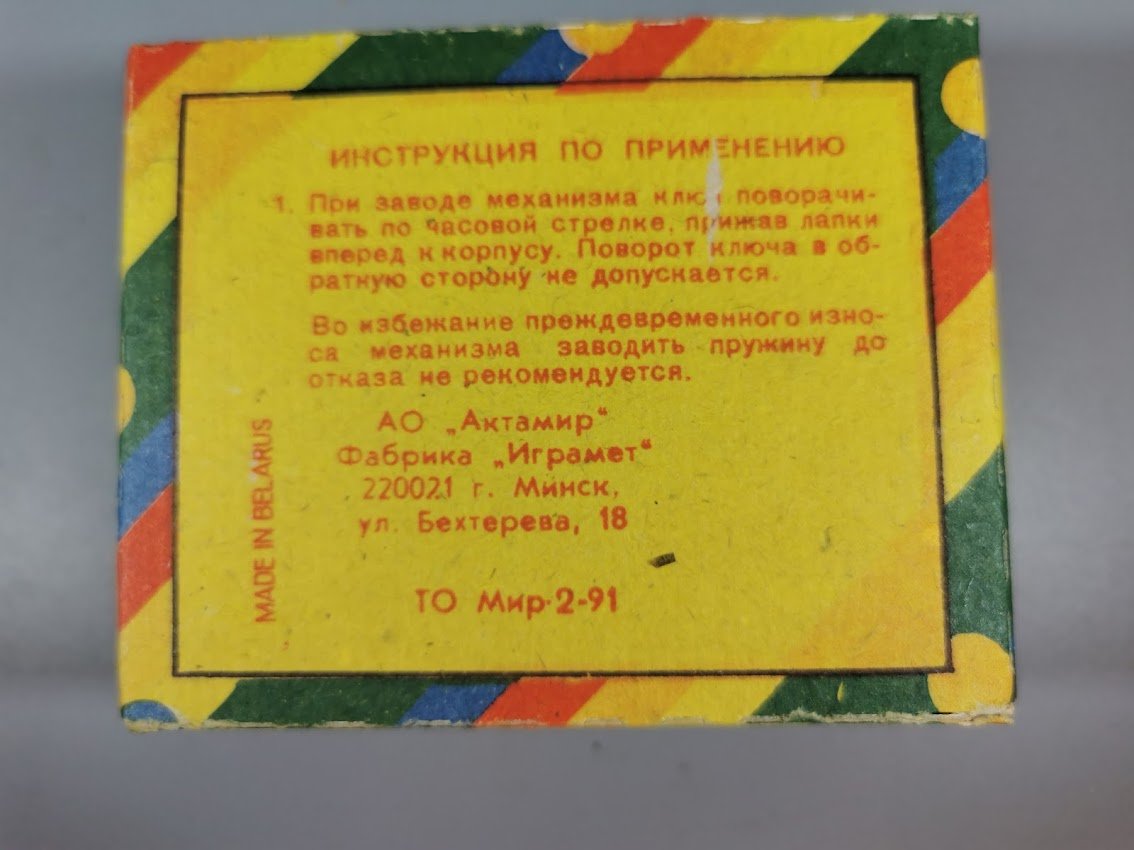 ИНСТРУКЦИЯ ПО ПРИМЕНЕНИЮ
1. При заводе механизма ключ поворачи-
вать по часовой стрелке, прижав лапки
вперед к корпусу. Поворот ключа в об-
ратную сторону не допускается.
Во избежание преждевременного изно-
са механизма заводить пружину до
отказа не рекомендуется.
АО „Актамир"
Фабрика „Играмет"
220021 г. Минск,
ул. Бехтерева, 18
ТО Мир-2-91
MADE IN BELARUS